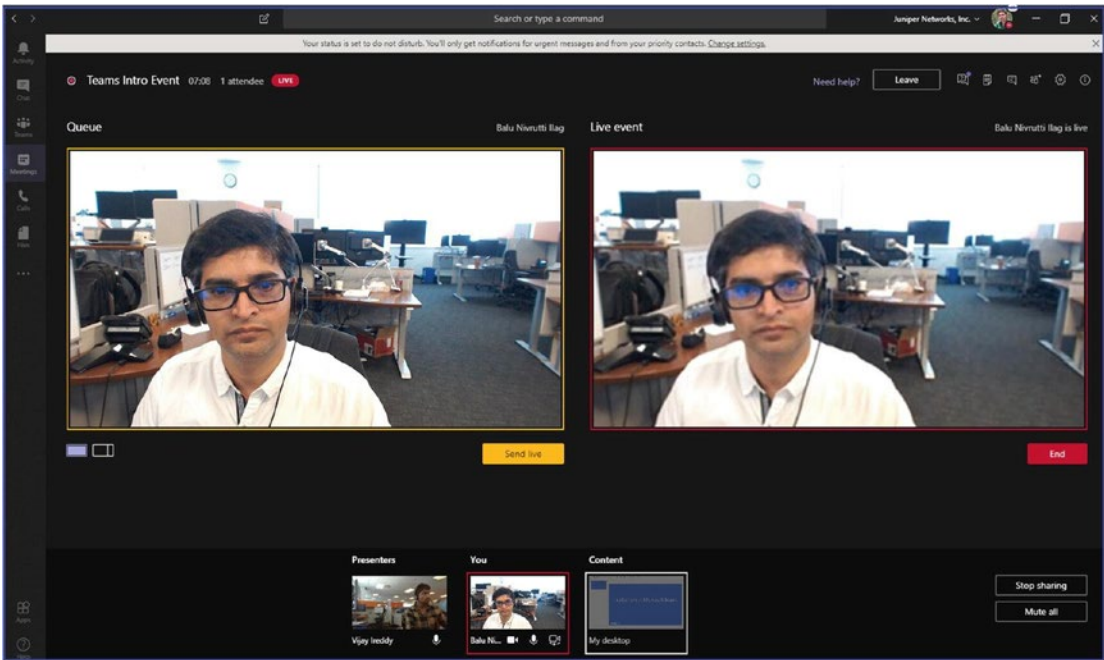 Search or type a command
Juniper Networks, Inc.
Your status is set to do not disturb. You'll only get notifications for urgent messages and from your priority contacts. Change settings.
Activity
Chat
Teams
Meetings
Calls
Files
Teams Intro Event 07:08 1 attendee LIVE
Need help?
Leave
Queue
Balu Nivrutti Ilag
Live event
Balu Nivrutti Ilag is live
Send live
End
Presenters
You
Content
Vijay Ireddy
Balu Ni...
My desktop
Stop sharing
Mute all
Apps
Help